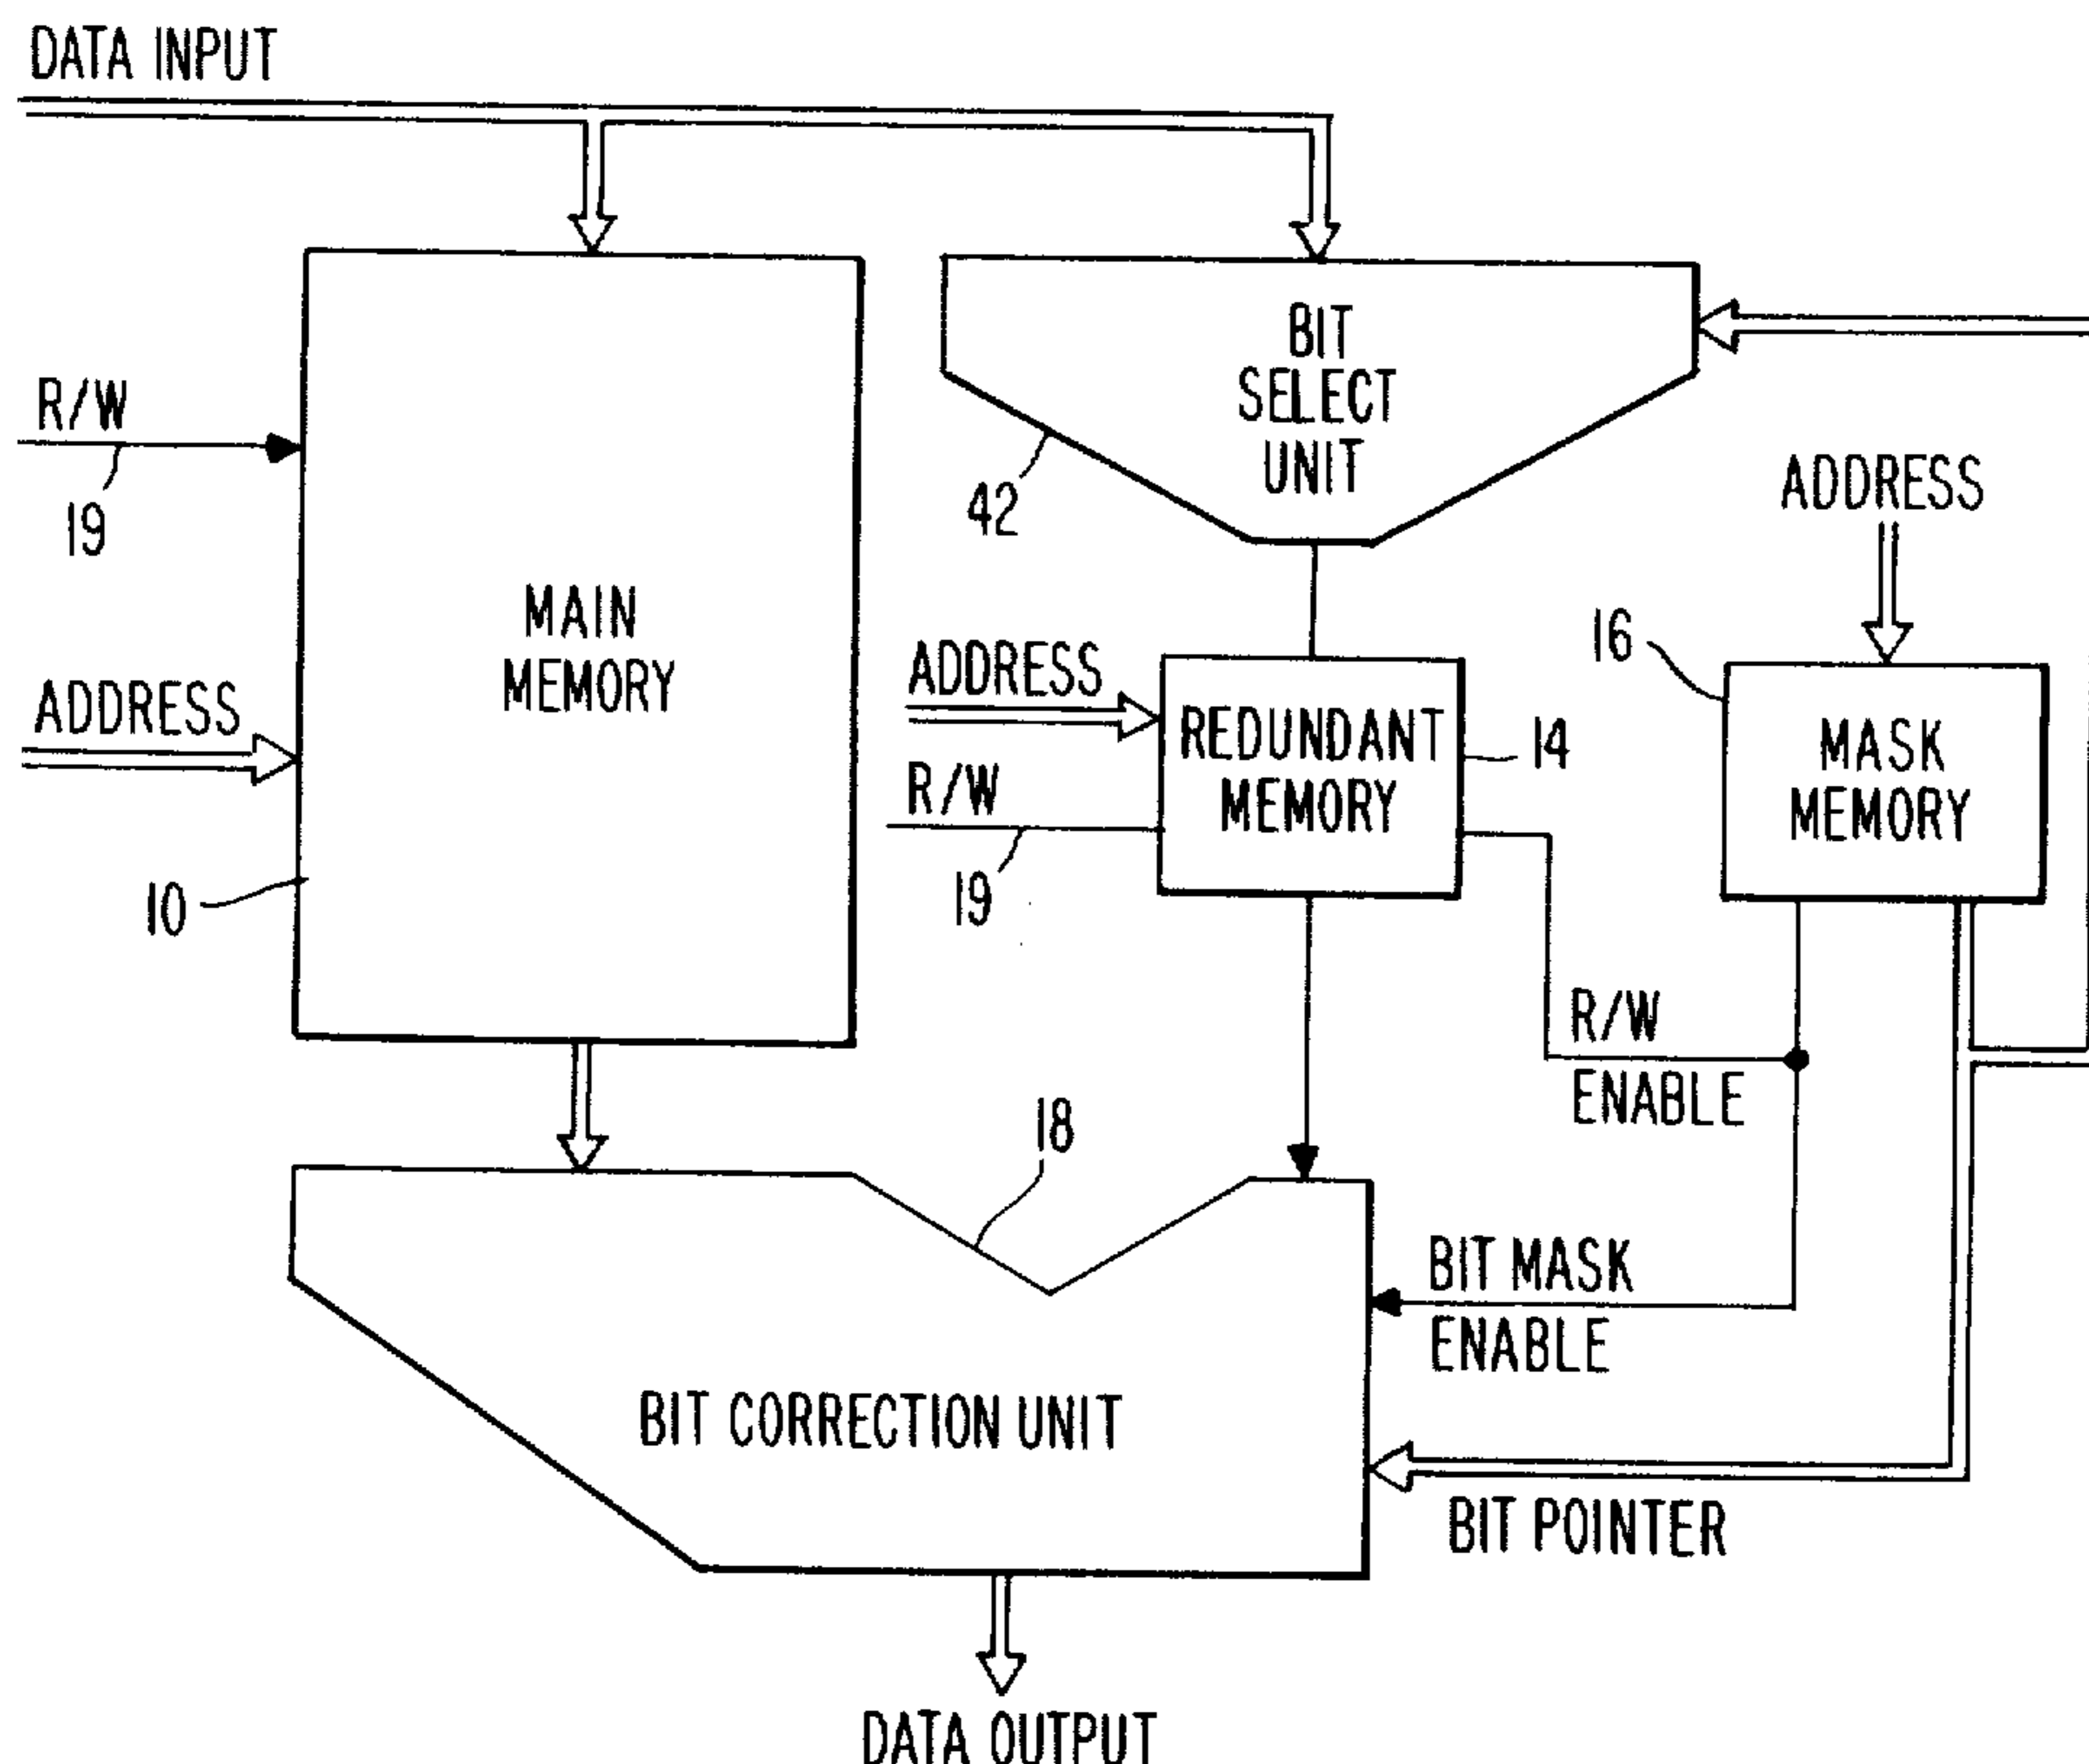 DATA INPUT
BIT
SELECT
UNIT
R/W
19
42
ADDRESS
MAIN
MEMORY
16
ADDRESS
ADDRESS
REDUNDANT
MEMORY
14
MASK
MEMORY
R/W
19
10
R/W
ENABLE
18
BIT MASK
ENABLE
BIT CORRECTION UNIT
BIT POINTER
DATA OUTPUT